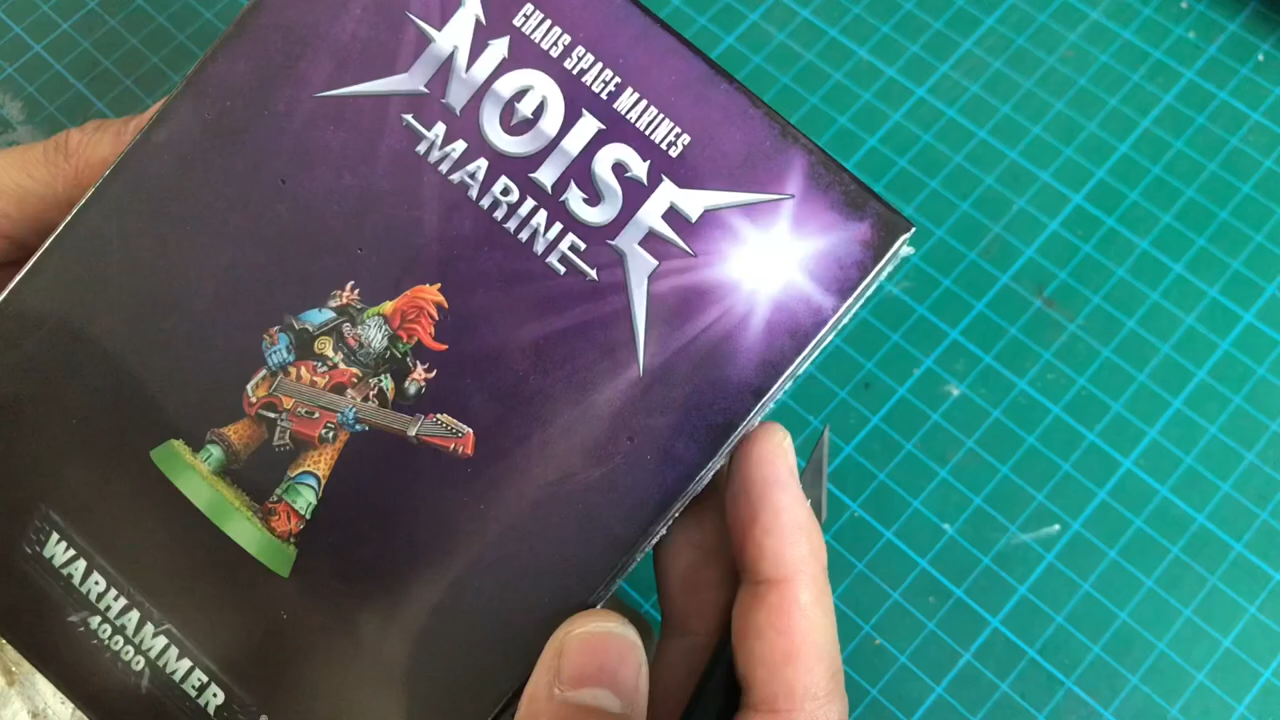 CHAOS SPACE MARINES
NOISE
MARINE
WARHAMMER
40,000